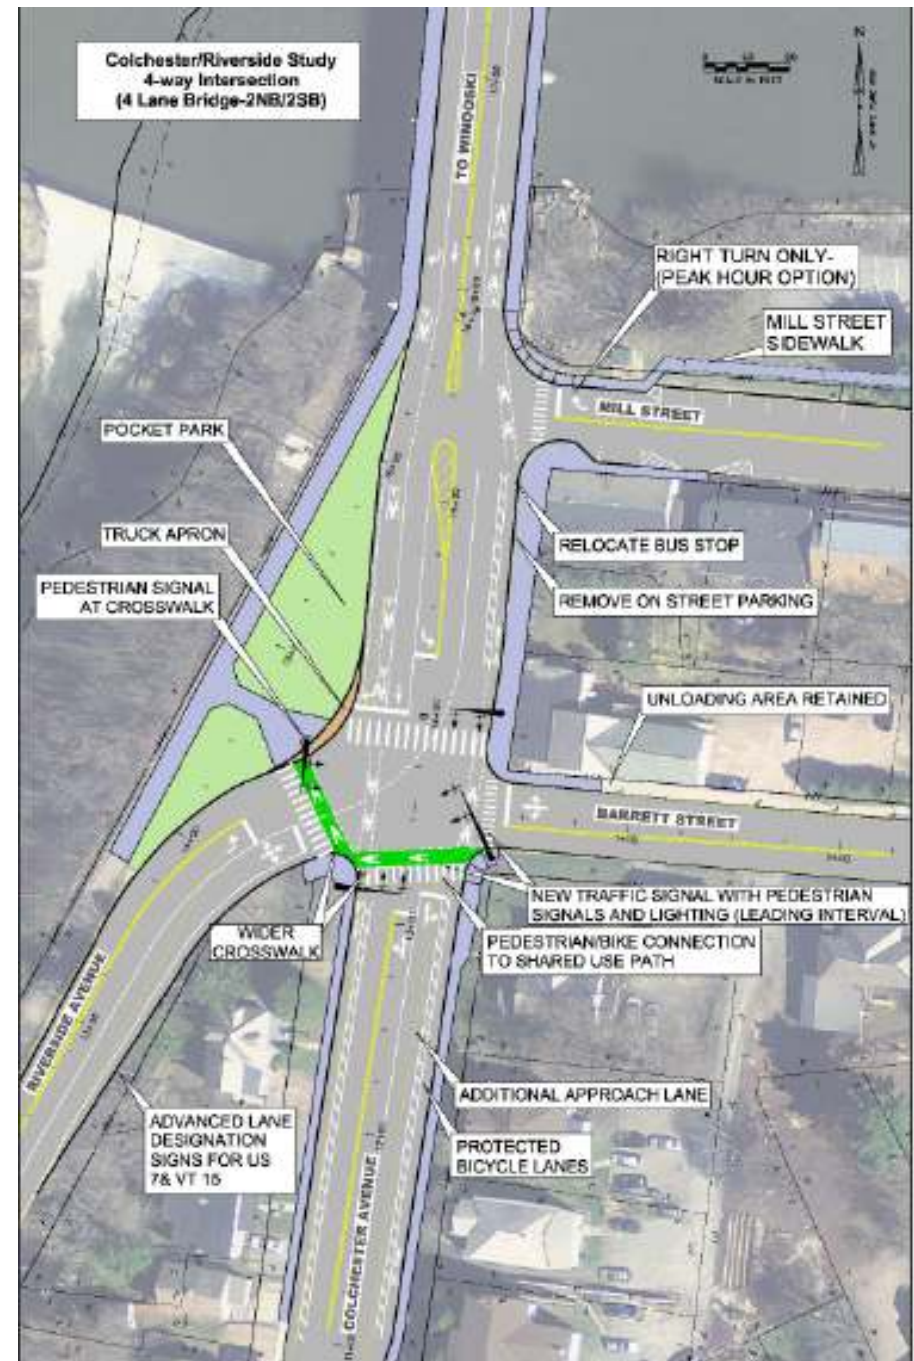 Colchester/Riverside Study
4-way Intersection
(4 Lane Bridge-2NB/2SB)
N
TO WINOOSKI
RIGHT TURN ONLY-
(PEAK HOUR OPTION)
MILL STREET
SIDEWALK
MILL STREET
POCKET PARK
TRUCK APRON
RELOCATE BUS STOP
PEDESTRIAN SIGNAL
AT CROSSWALK
REMOVE ON STREET PARKING
UNLOADING AREA RETAINED
BARRETT STREET
NEW TRAFFIC SIGNAL WITH PEDESTRIAN
SIGNALS AND LIGHTING (LEADING INTERVAL)
WIDER
CROSSWALK
PEDESTRIAN/BIKE CONNECTION
TO SHARED USE PATH
RIVERSIDE AVENUE
ADDITIONAL APPROACH LANE
ADVANCED LANE
DESIGNATION
SIGNS FOR US
7& VT 15
PROTECTED
BICYCLE LANES
COLCHESTER AVENUE